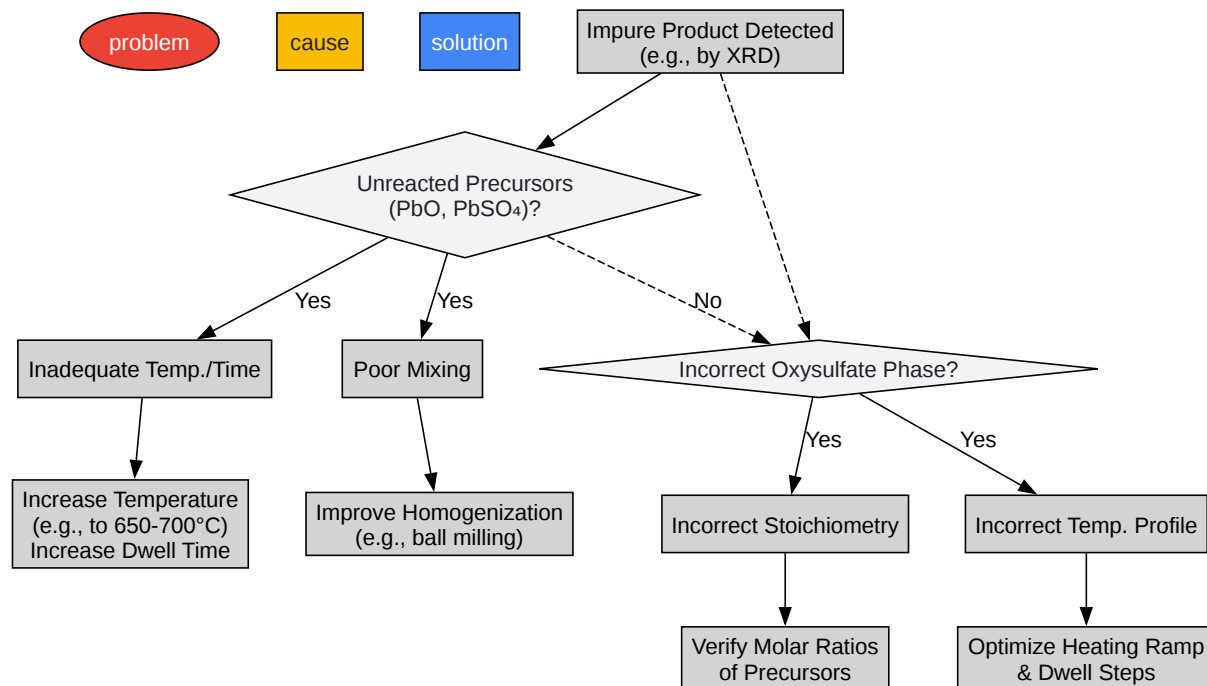 problem
cause
solution
Impure Product Detected
(e.g., by XRD)
Unreacted Precursors
(PbO, PbSO₄)?
Yes
Yes
No
Inadequate Temp./Time
Poor Mixing
Incorrect Oxysulfate Phase?
Yes
Yes
Increase Temperature
(e.g., to 650-700°C)
Increase Dwell Time
Improve Homogenization
(e.g., ball milling)
Incorrect Stoichiometry
Incorrect Temp. Profile
Verify Molar Ratios
of Precursors
Optimize Heating Ramp
& Dwell Steps